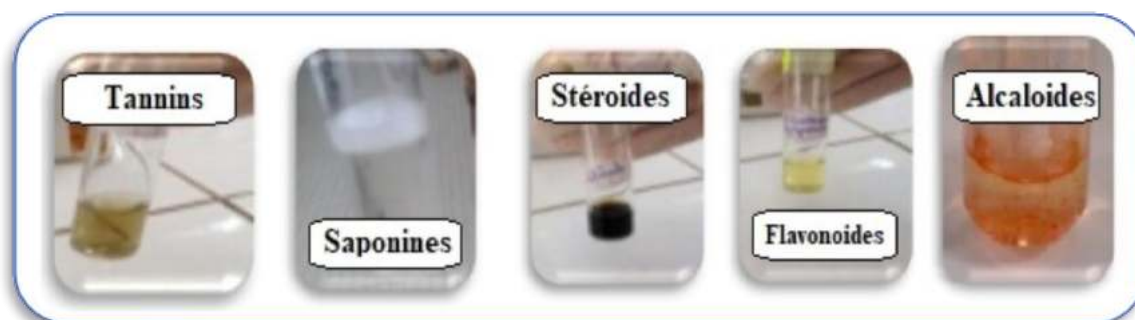 Tannins
Saponines
Stéroides
Flavonoides
Alcaloides